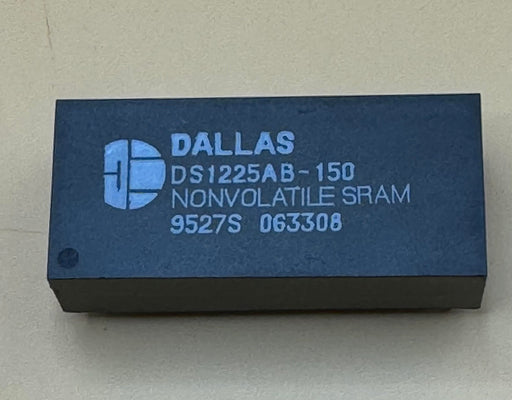 DALLAS
DS1225AB-150
NONVOLATILE SRAM
9527S 063308